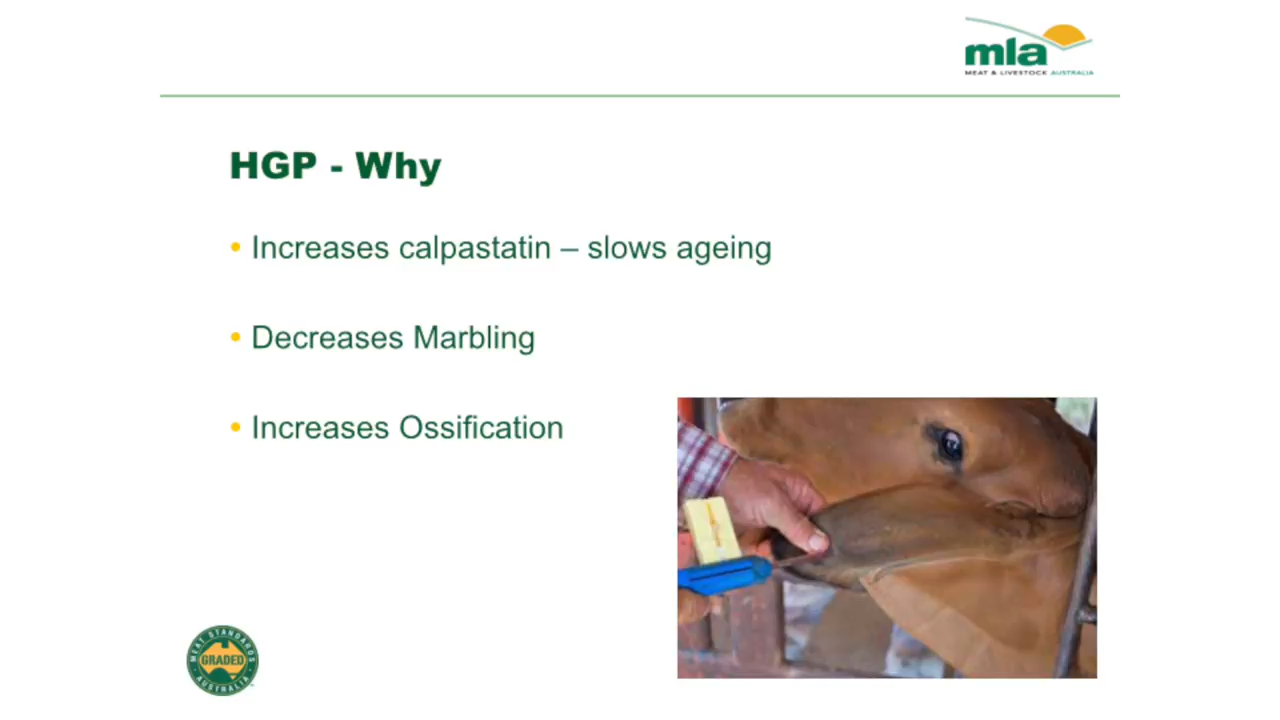 mla
MEAT & LIVESTOCK AUSTRALIA
HGP - Why
• Increases calpastatin – slows ageing
• Decreases Marbling
• Increases Ossification
MEAT STANDARDS
GRADED
AUSTRALIA